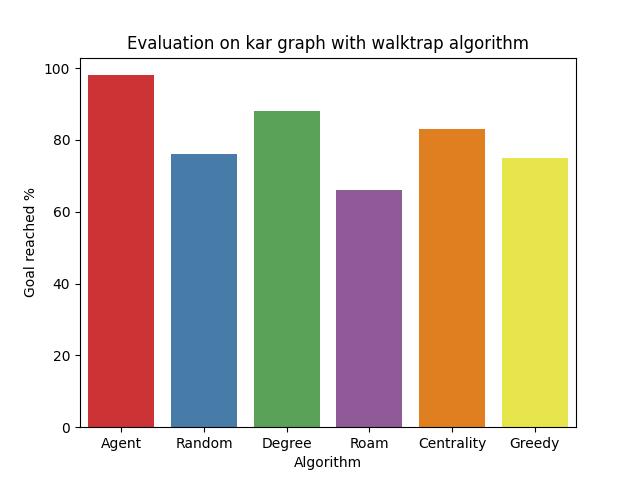 Evaluation on kar graph with walktrap algorithm
Goal reached %
100
80
60
40
20
0
Agent Random Degree Roam Centrality Greedy
Algorithm